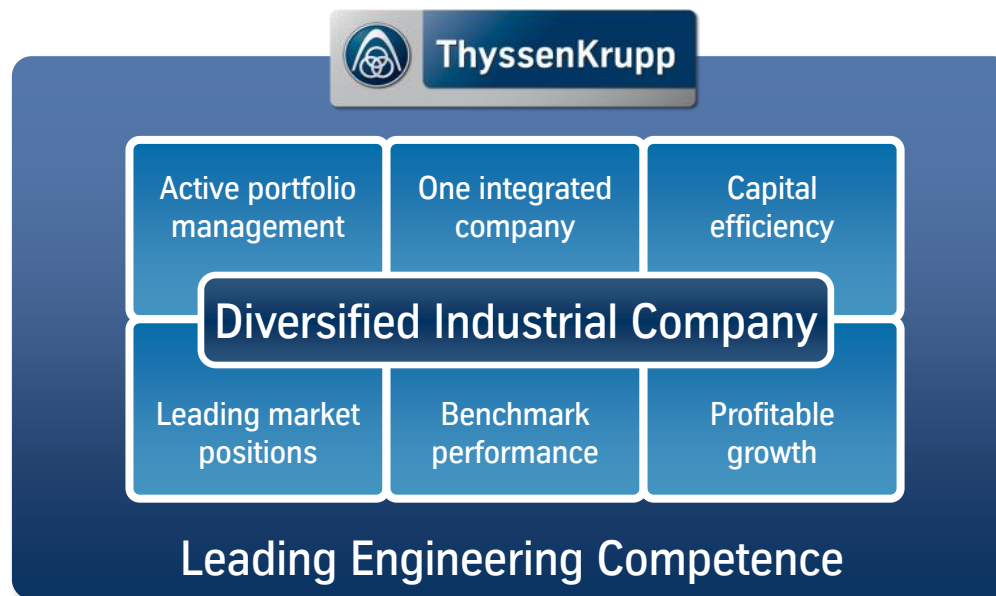 ThyssenKrupp
Active portfolio
management
One integrated
company
Capital
efficiency
Diversified Industrial Company
Leading market
positions
Benchmark
performance
Profitable
growth
Leading Engineering Competence